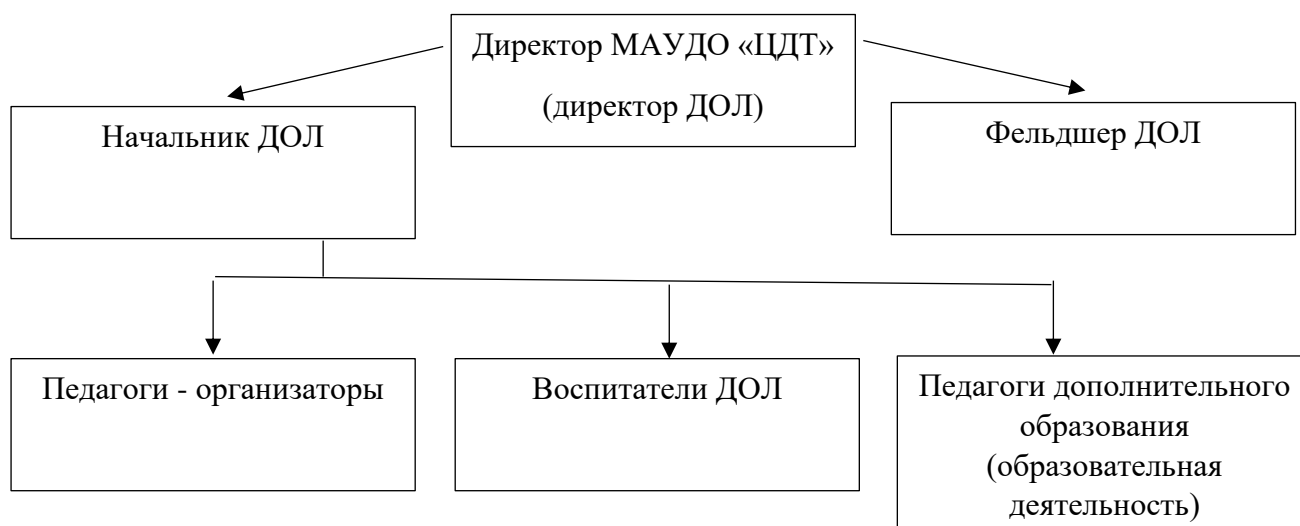 Директор МАУДО «ЦДТ»
(директор ДОЛ)
Начальник ДОЛ
Фельдшер ДОЛ
Педагоги - организаторы
Воспитатели ДОЛ
Педагоги дополнительного
образования
(образовательная
деятельность)